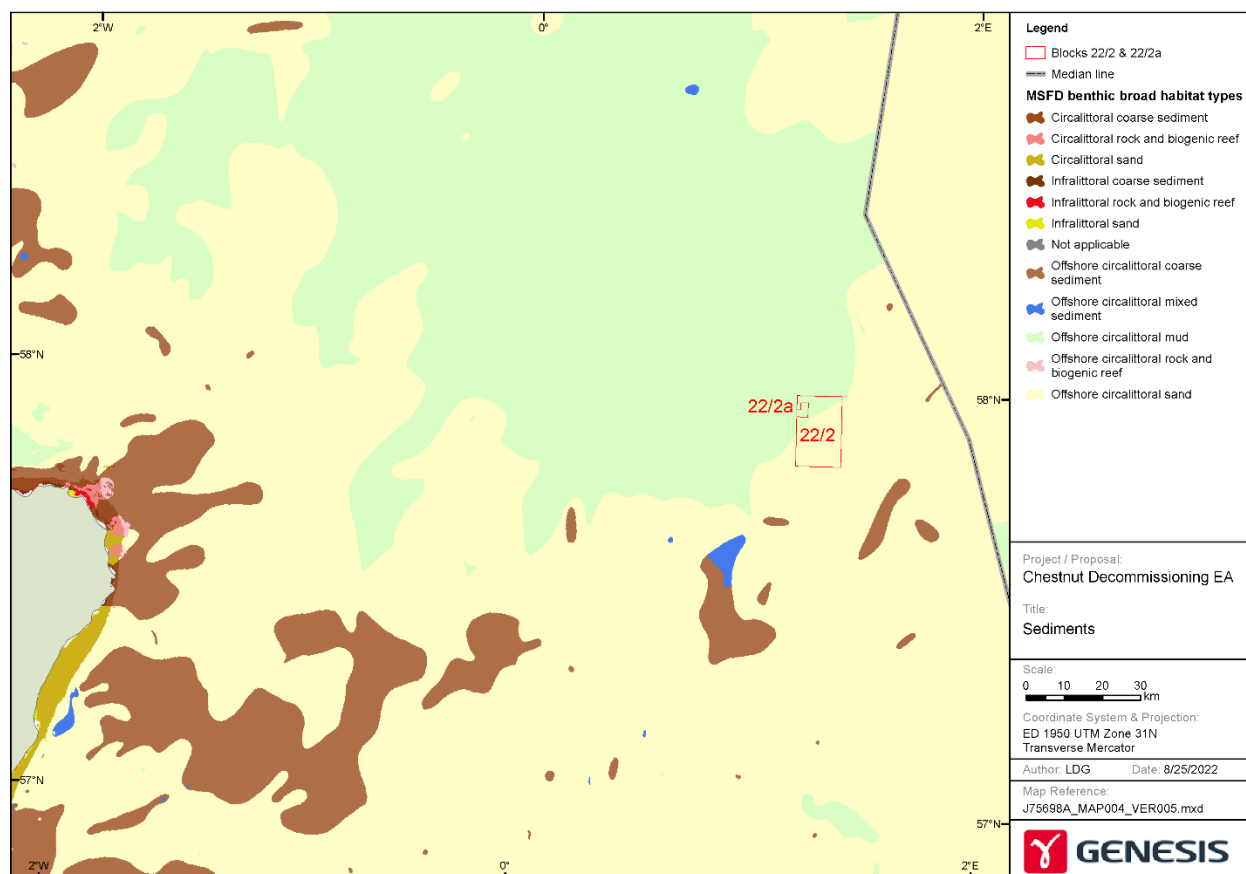 2°W
0°
2°E
58°N
58°N
22/2a
22/2
57°N
57°N
2°W
0°
2°E
Legend
Blocks 22/2 & 22/2a
Median line
MSFD benthic broad habitat types
Circalittoral coarse sediment
Circalittoral rock and biogenic reef
Circalittoral sand
Infralittoral coarse sediment
Infralittoral rock and biogenic reef
Infralittoral sand
Not applicable
Offshore circalittoral coarse
sediment
Offshore circalittoral mixed
sediment
Offshore circalittoral mud
Offshore circalittoral rock and
biogenic reef
Offshore circalittoral sand
Project / Proposal:
Chestnut Decommissioning EA
Title:
Sediments
Scale:
0 10 20 30
km
Coordinate System & Projection:
ED 1950 UTM Zone 31N
Transverse Mercator
Author: LDG Date: 8/25/2022
Map Reference:
J75698A_MAP004_VER005.mxd
GENESIS